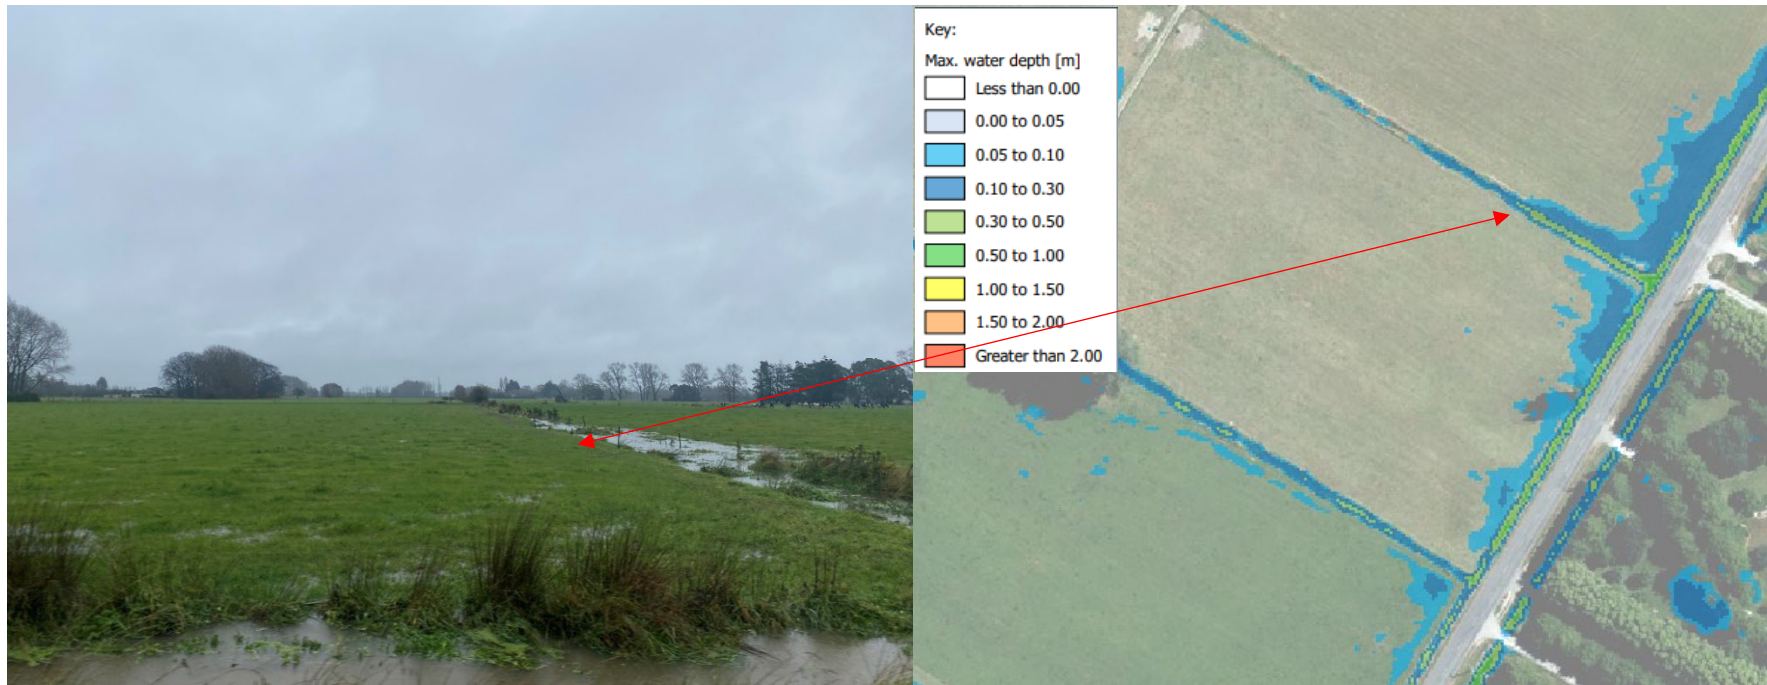 Key:
Max. water depth [m]
Less than 0.00
0.00 to 0.05
0.05 to 0.10
0.10 to 0.30
0.30 to 0.50
0.50 to 1.00
1.00 to 1.50
1.50 to 2.00
Greater than 2.00